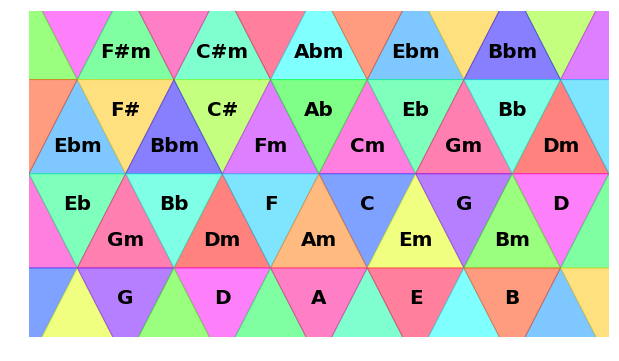 F#m C#m Abm Ebm Bbm
F# C# Ab Eb Bb
Ebm Bbm Fm Cm Gm Dm
Eb Bb F C G D
Gm Dm Am Em Bm
G D A E B